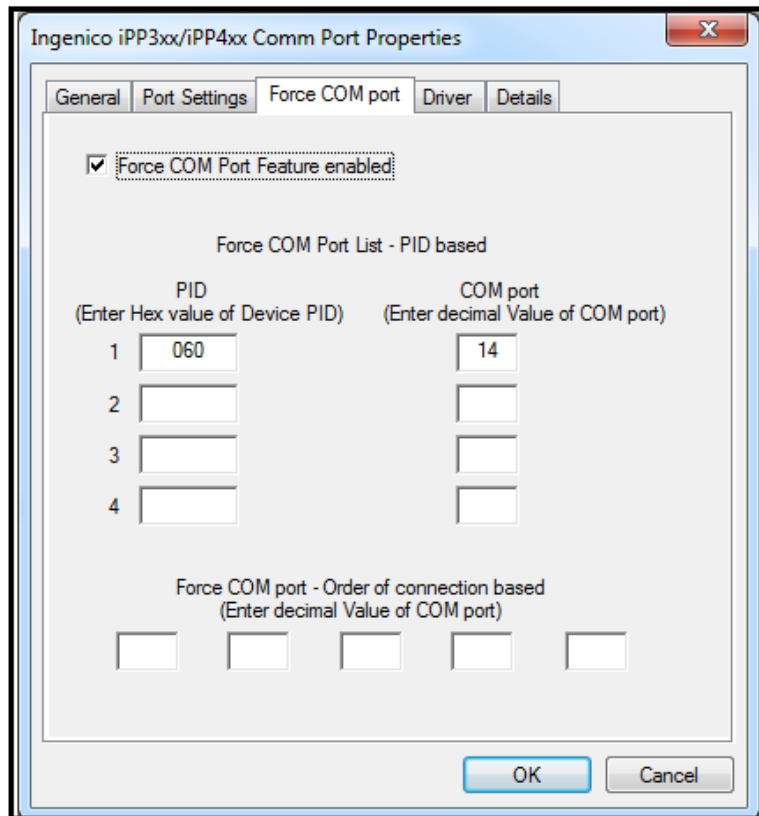 Ingenico iPP3xx/iPP4xx Comm Port Properties
General Port Settings Force COM port Driver Details
Force COM Port Feature enabled
Force COM Port List - PID based
PID COM port
(Enter Hex value of Device PID) (Enter decimal Value of COM port)
1 060 14
2
3
4
Force COM port - Order of connection based
(Enter decimal Value of COM port)
OK Cancel